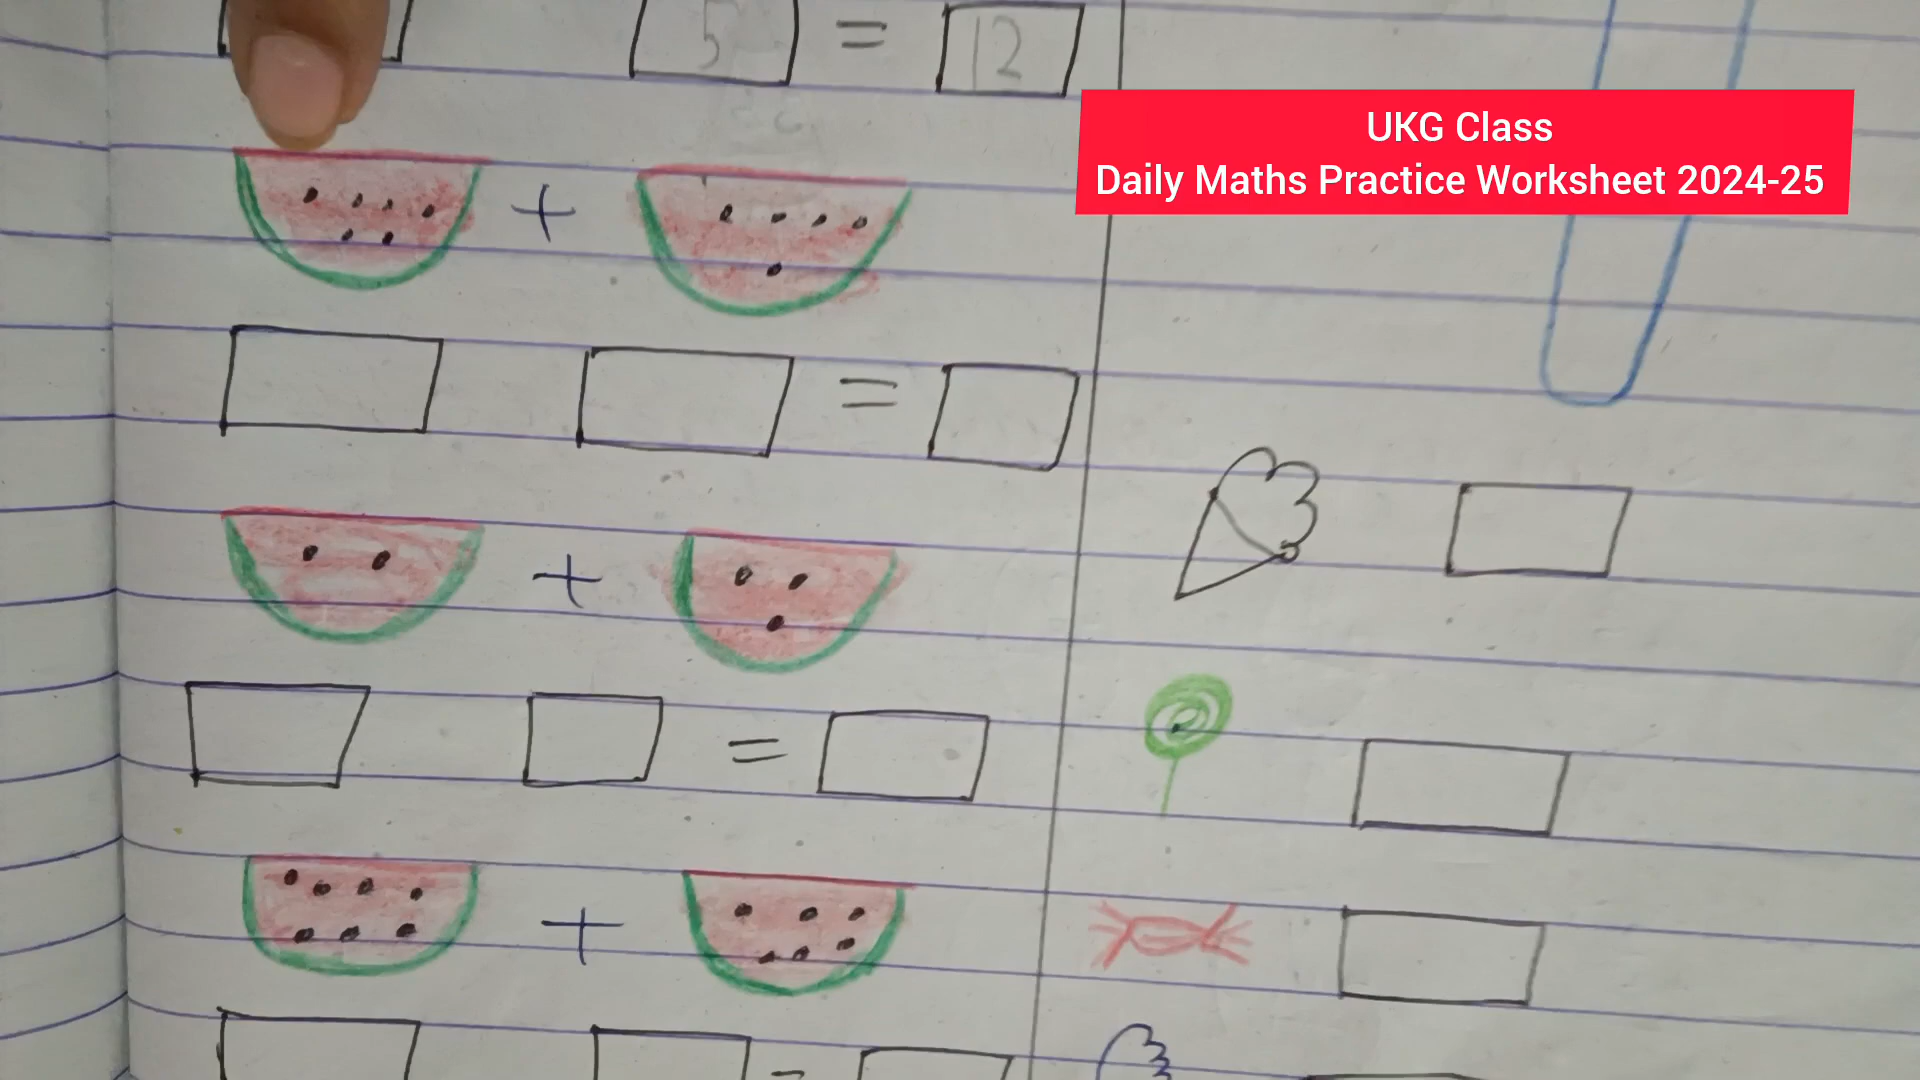 5 = 12
UKG Class
Daily Maths Practice Worksheet 2024-25
+
=
+
=
+
=